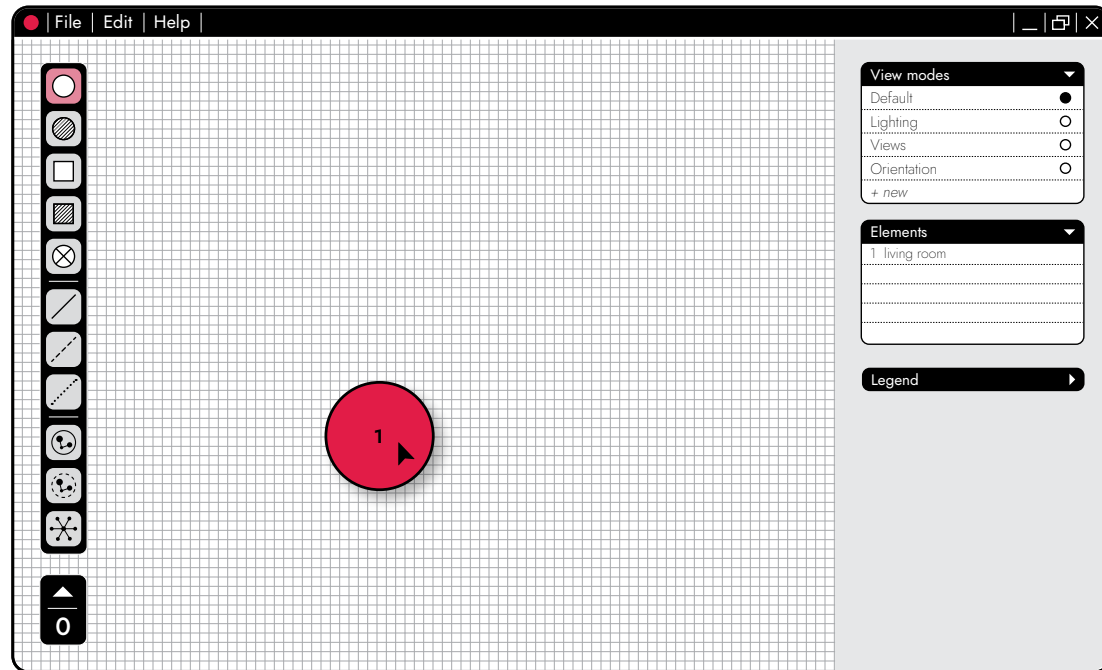 File | Edit | Help |
View modes
Default
Lighting
Views
Orientation
+ new
Elements
1 living room
Legend
1
0